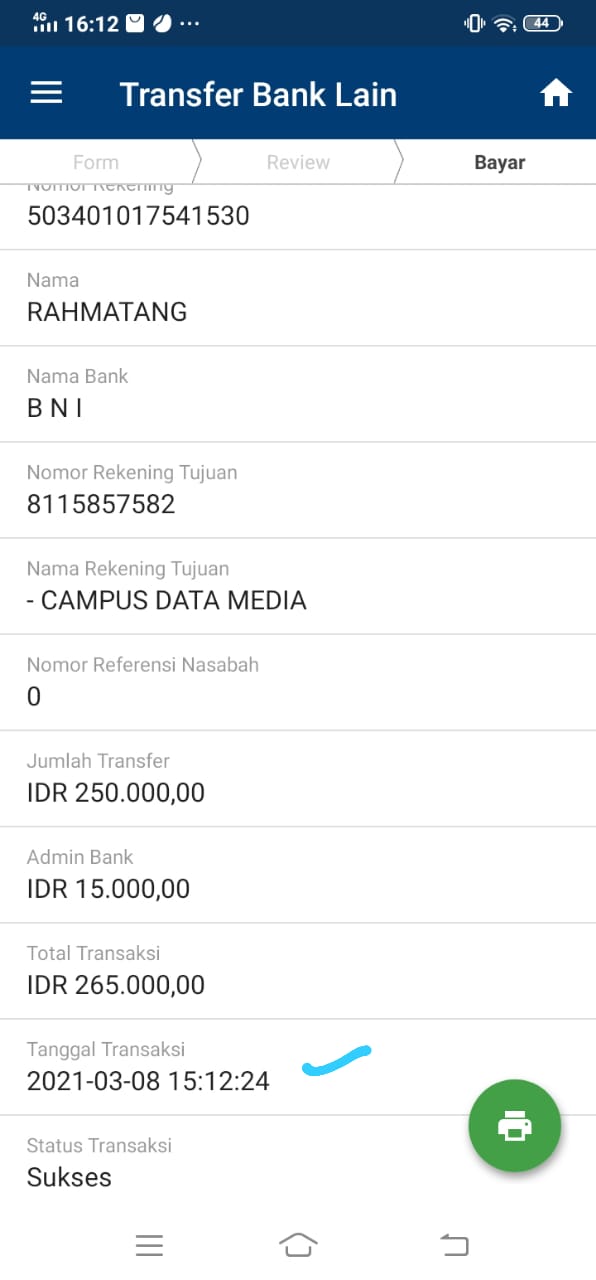 4G 16:12 44
Transfer Bank Lain
Form Review Bayar
Nomor Rekening
503401017541530
Nama
RAHMATANG
Nama Bank
B N I
Nomor Rekening Tujuan
8115857582
Nama Rekening Tujuan
- CAMPUS DATA MEDIA
Nomor Referensi Nasabah
0
Jumlah Transfer
IDR 250.000,00
Admin Bank
IDR 15.000,00
Total Transaksi
IDR 265.000,00
Tanggal Transaksi
2021-03-08 15:12:24
Status Transaksi
Sukses